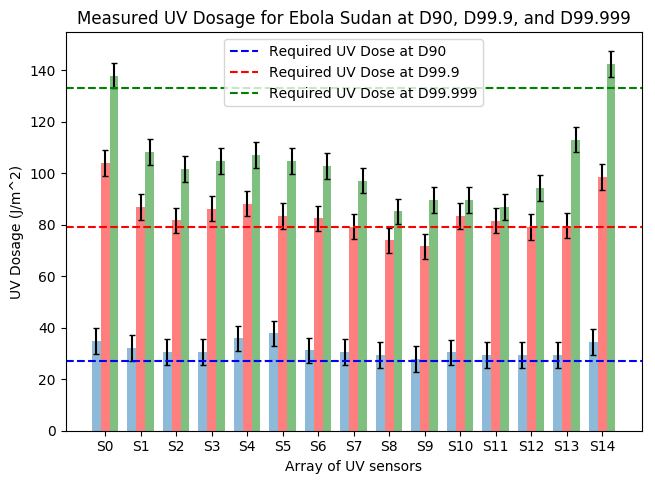 Measured UV Dosage for Ebola Sudan at D90, D99.9, and D99.999
Required UV Dose at D90
Required UV Dose at D99.9
Required UV Dose at D99.999
UV Dosage (J/m^2)
140
120
100
80
60
40
20
0
S0 S1 S2 S3 S4 S5 S6 S7 S8 S9 S10 S11 S12 S13 S14
Array of UV sensors